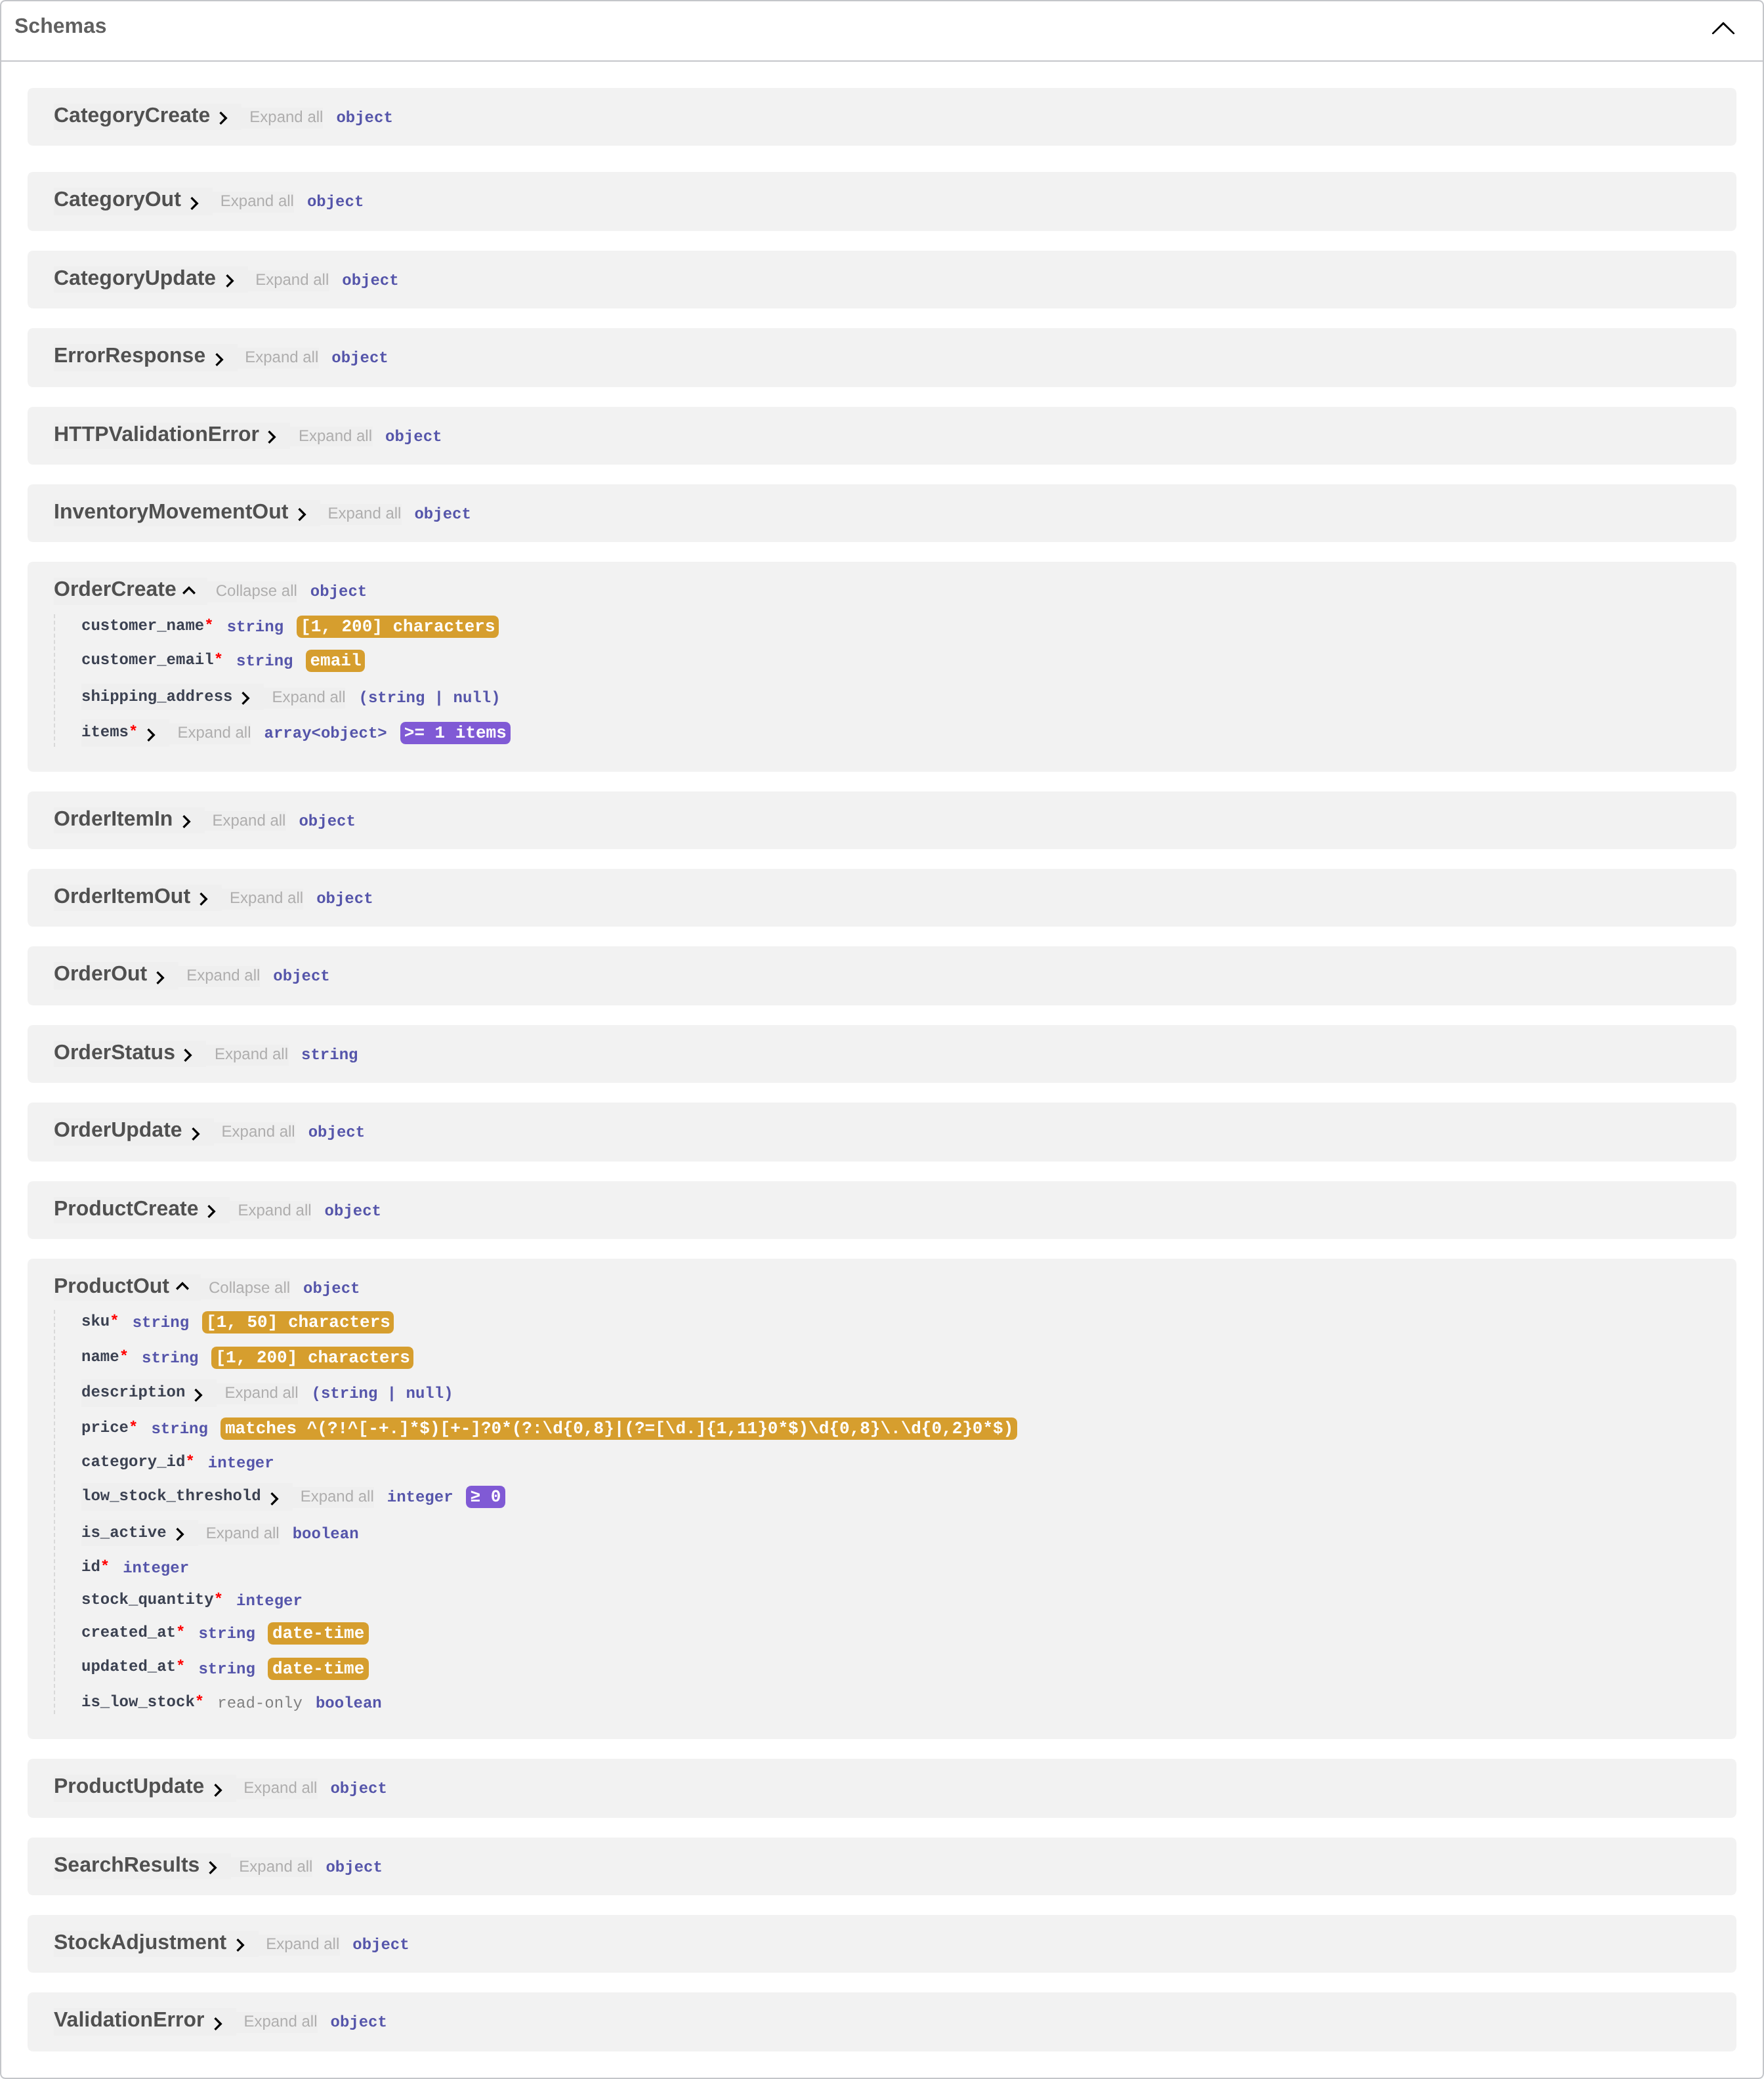 Schemas
CategoryCreate Expand all object
CategoryOut Expand all object
CategoryUpdate Expand all object
ErrorResponse Expand all object
HTTPValidationError Expand all object
InventoryMovementOut Expand all object
OrderCreate Collapse all object
customer_name* string [1, 200] characters
customer_email* string email
shipping_address Expand all (string | null)
items* Expand all array<object> >= 1 items
OrderItemIn Expand all object
OrderItemOut Expand all object
OrderOut Expand all object
OrderStatus Expand all string
OrderUpdate Expand all object
ProductCreate Expand all object
ProductOut Collapse all object
sku* string [1, 50] characters
name* string [1, 200] characters
description Expand all (string | null)
price* string matches ^(?!^[-+.]*$)[+-]?0*(?:\d{0,8}|(?=[\d.]{1,11}0*$)\d{0,8}\.\d{0,2}0*$)
category_id* integer
low_stock_threshold Expand all integer ≥ 0
is_active Expand all boolean
id* integer
stock_quantity* integer
created_at* string date-time
updated_at* string date-time
is_low_stock* read-only boolean
ProductUpdate Expand all object
SearchResults Expand all object
StockAdjustment Expand all object
ValidationError Expand all object